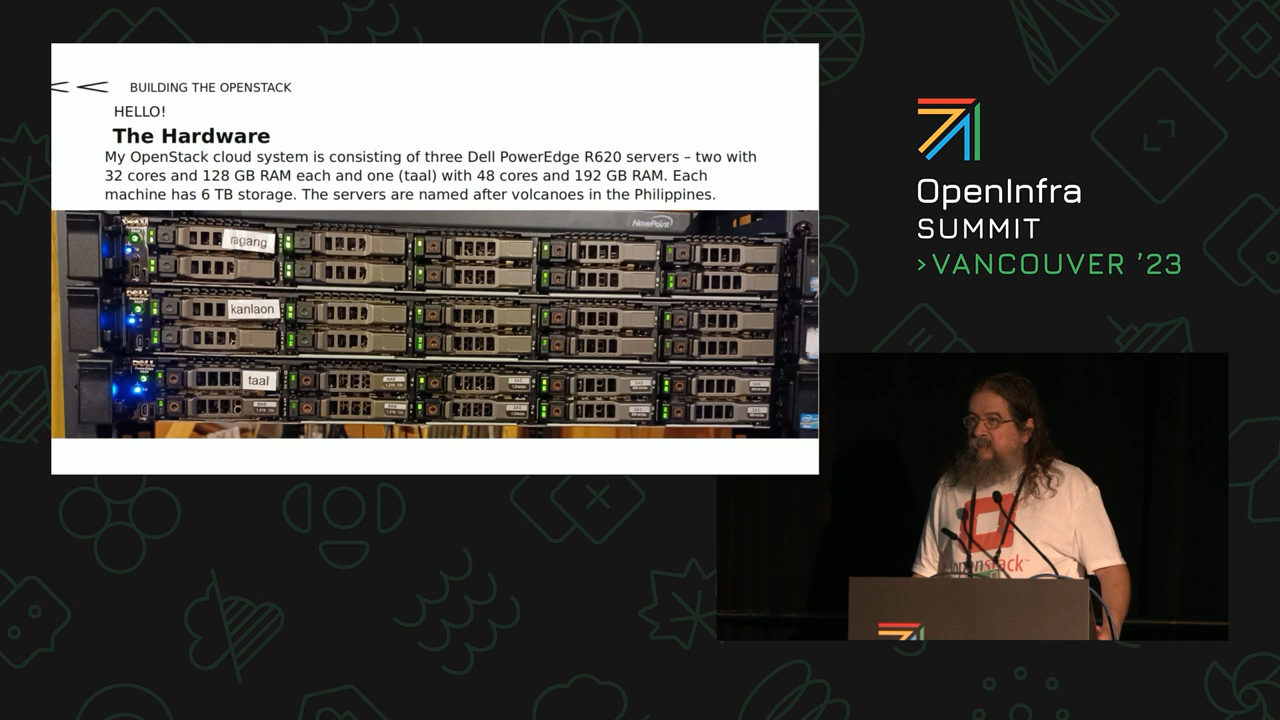 BUILDING THE OPENSTACK
HELLO!
The Hardware
My OpenStack cloud system is consisting of three Dell PowerEdge R620 servers – two with
32 cores and 128 GB RAM each and one (taal) with 48 cores and 192 GB RAM. Each
machine has 6 TB storage. The servers are named after volcanoes in the Philippines.
NavePoint
ragang
kanlaon
taal
OpenInfra
SUMMIT
>VANCOUVER ’23
openstack